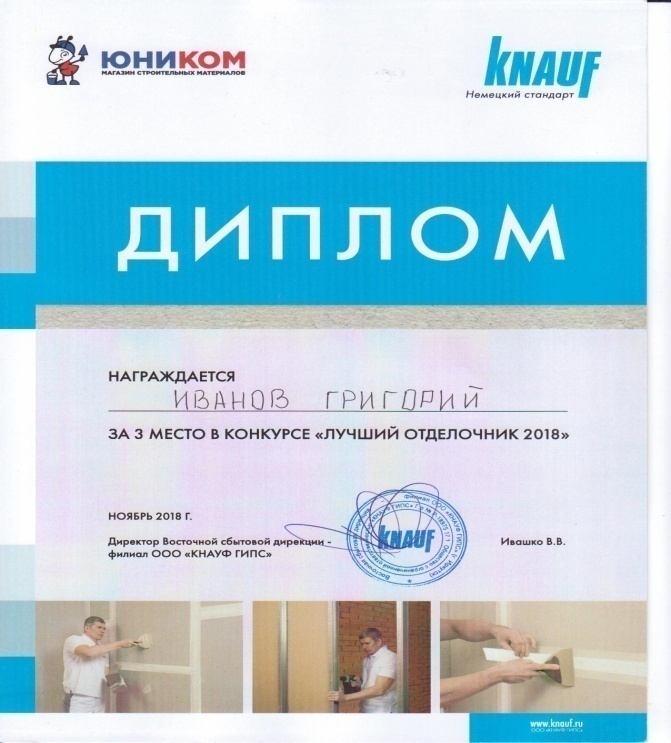 ЮНИКОМ
МАГАЗИН СТРОИТЕЛЬНЫХ МАТЕРИАЛОВ
KNAUF
Немецкий стандарт
ДИПЛОМ
НАГРАЖДАЕТСЯ
ИВАНОВ ГРИГОРИЙ
ЗА 3 МЕСТО В КОНКУРСЕ «ЛУЧШИЙ ОТДЕЛОЧНИК 2018»
НОЯБРЬ 2018 Г.
Директор Восточной сбытовой дирекции -
филиал ООО «КНАУФ ГИПС»
KNAUF
Ивашко В.В.
www.knauf.ru
ООО «КНАУФ ГИПС»